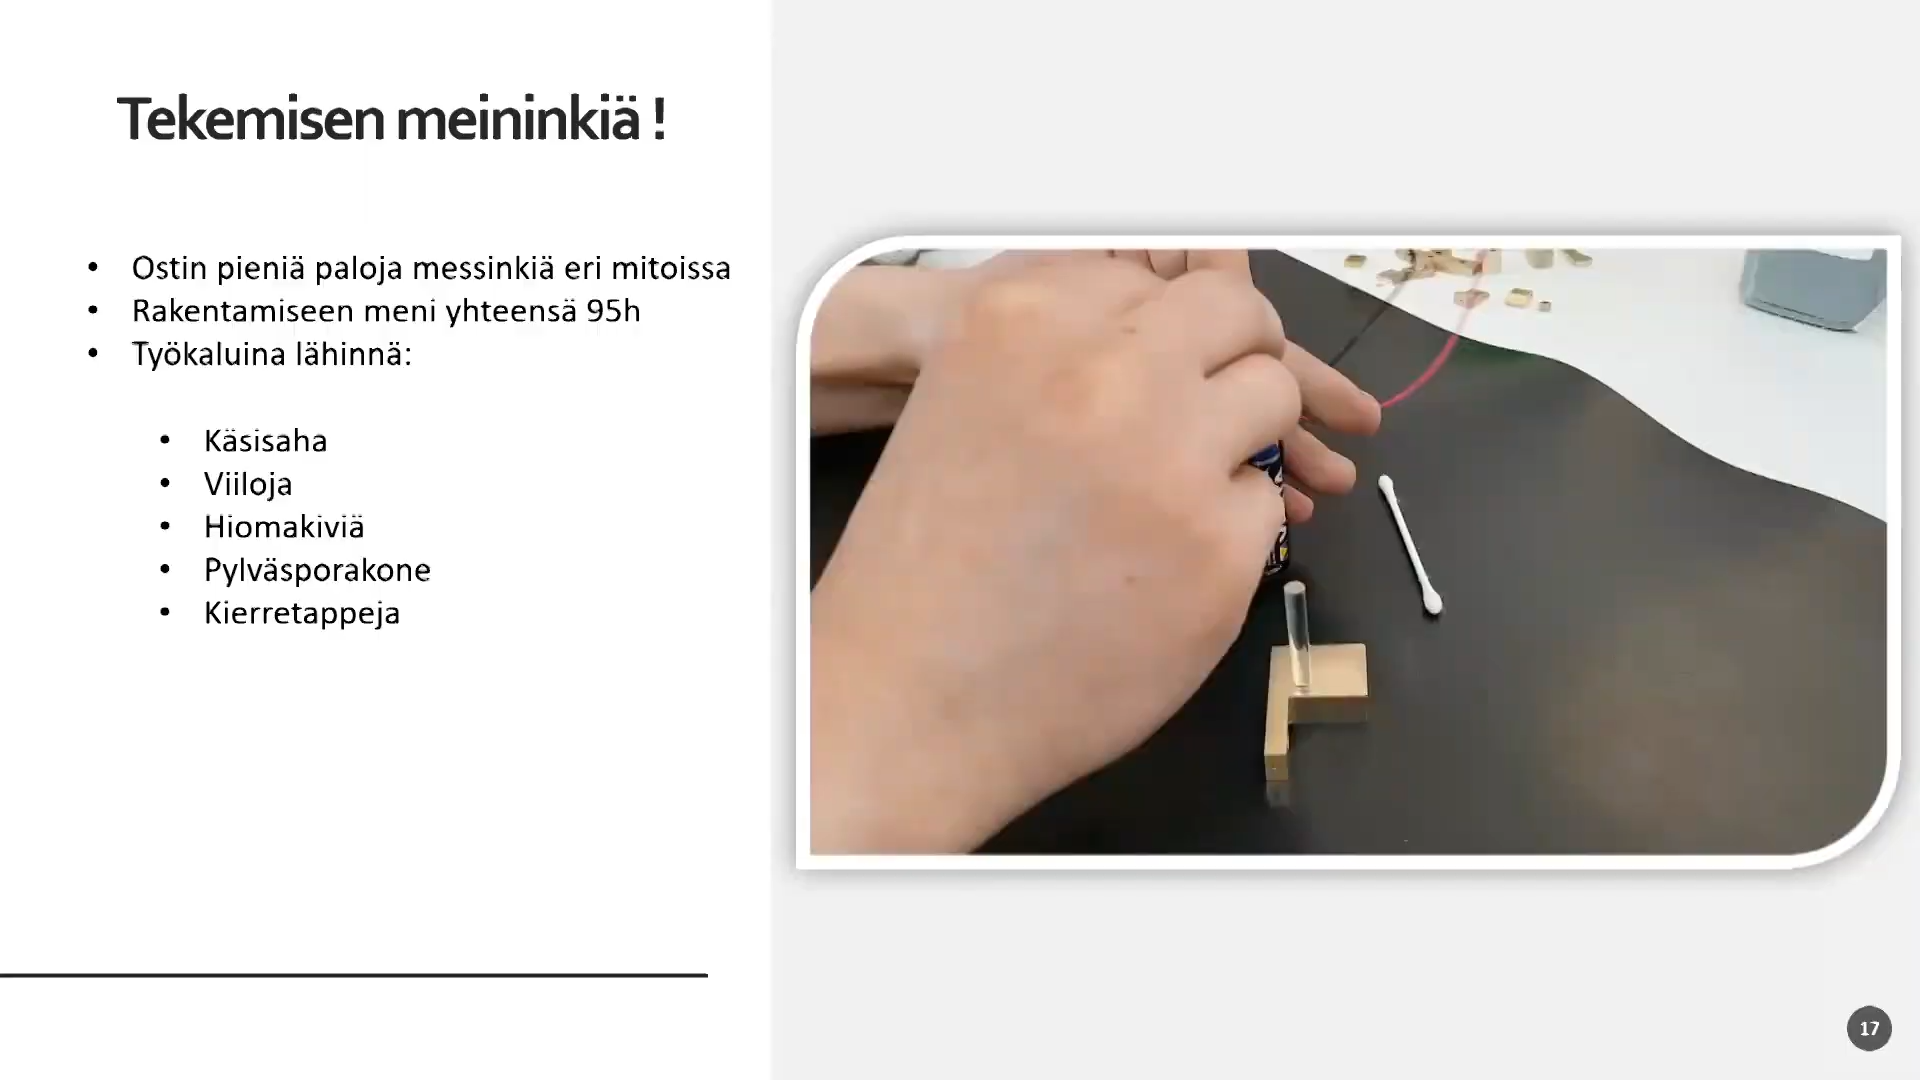 Tekemisen meininkiä !
• Ostin pieniä paloja messinkiä eri mitoissa
• Rakentamiseen meni yhteensä 95h
• Työkaluina lähinnä:
• Käsisaha
• Viiloja
• Hiomakiviä
• Pylväsporakone
• Kierretappeja
17